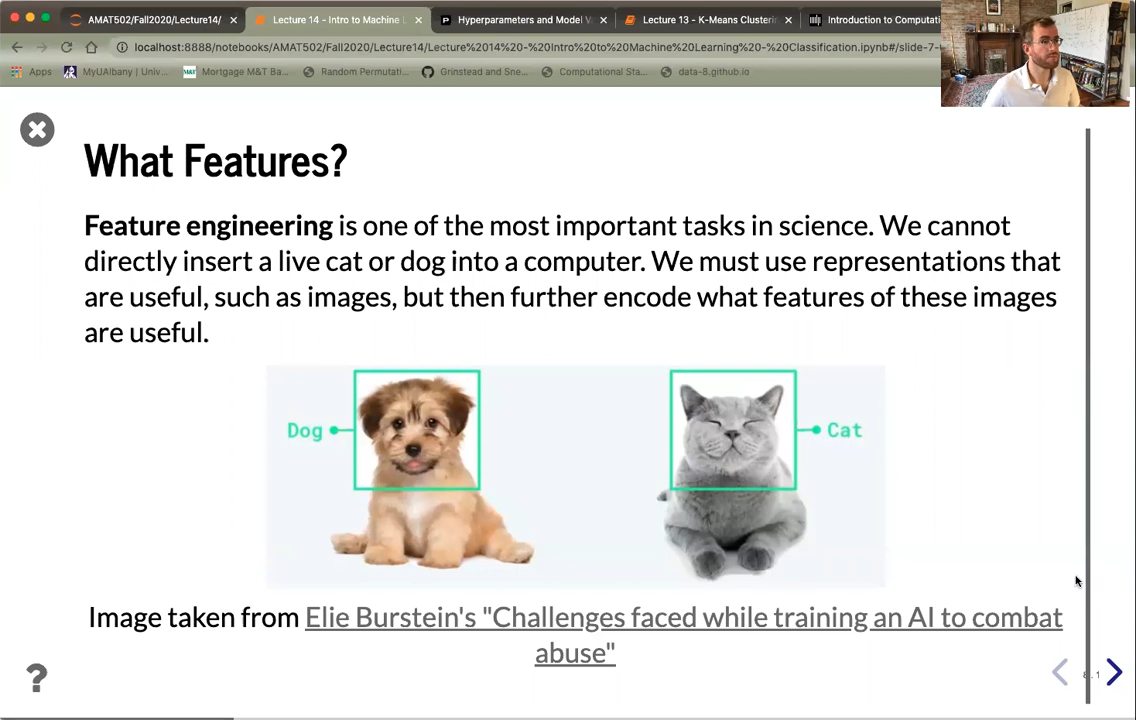 AMAT502/Fall2020/Lecture14/
Lecture 14 - Intro to Machine L
Hyperparameters and Model V
Lecture 13 - K-Means Clusterin
Introduction to Computati
localhost:8888/notebooks/AMAT502/Fall2020/Lecture14/Lecture%2014%20-%20Intro%20to%20Machine%20Learning%20-%20Classification.ipynb#/slide-7-
Apps
MyUAlbany | Univ...
M&T
Mortgage M&T Ba...
Random Permutati...
Grinstead and Sne...
Computational Sta...
data-8.github.io
What Features?
Feature engineering is one of the most important tasks in science. We cannot
directly insert a live cat or dog into a computer. We must use representations that
are useful, such as images, but then further encode what features of these images
are useful.
Dog
Cat
Image taken from Elie Burstein's "Challenges faced while training an AI to combat
abuse"
?